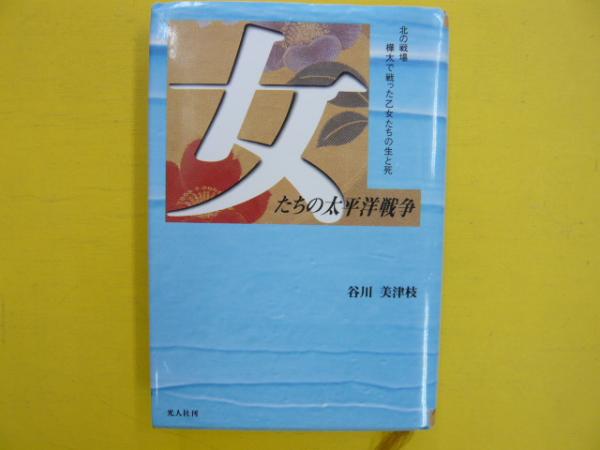 北の戦場
樺太で戦った乙女たちの生と死
女
たちの太平洋戦争
谷川 美津枝
光人社刊